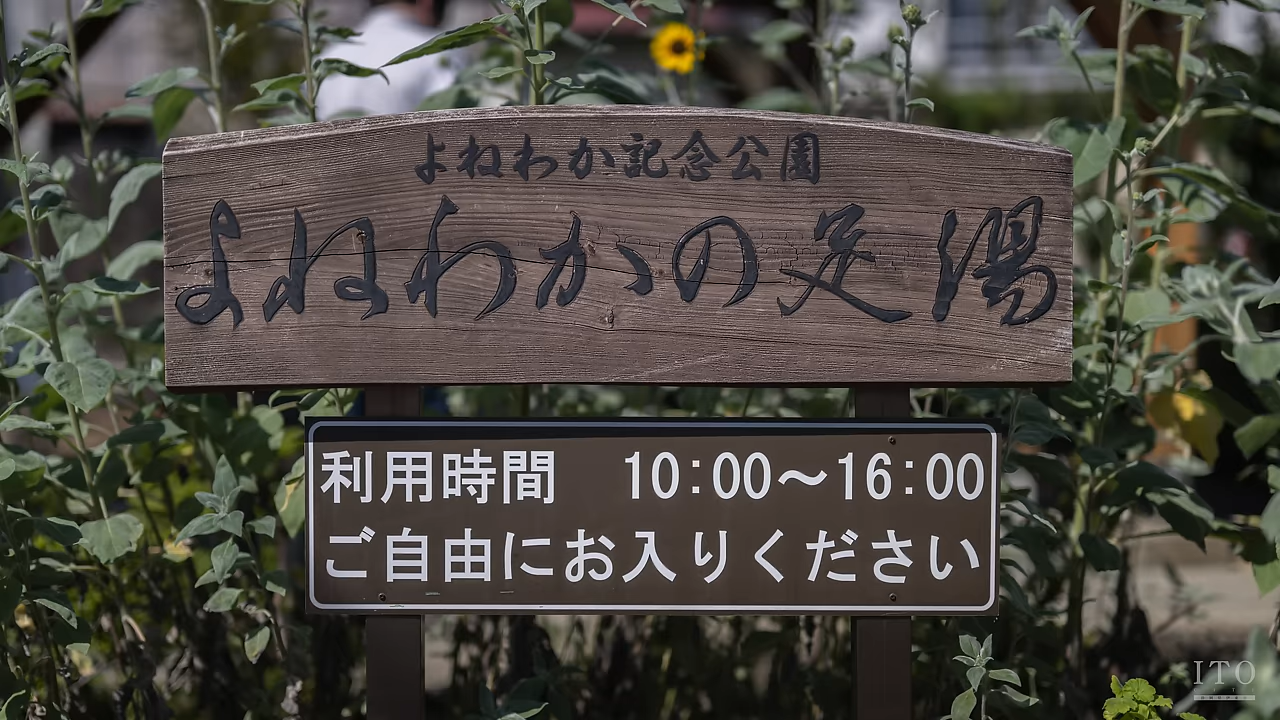 よねわか記念公園
よねわかの足湯
利用時間 10:00～16:00
ご自由にお入りください
ITO